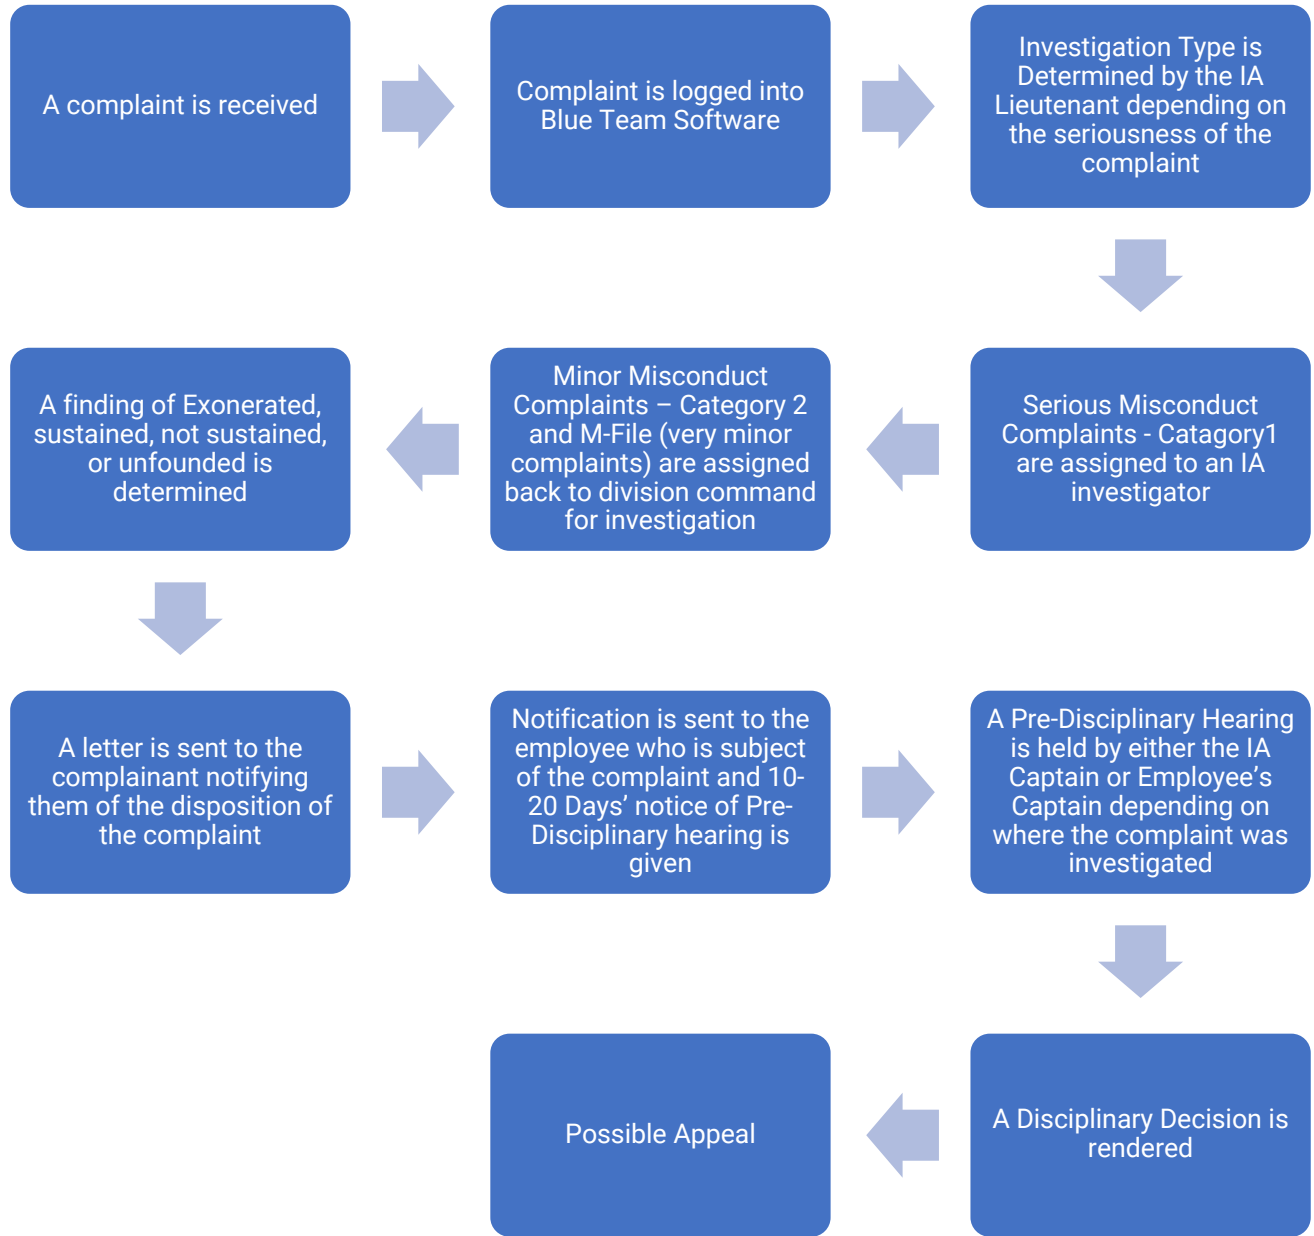 A complaint is received
Complaint is logged into
Blue Team Software
Investigation Type is
Determined by the IA
Lieutenant depending on
the seriousness of the
complaint
Serious Misconduct
Complaints - Catagory1
are assigned to an IA
investigator
Minor Misconduct
Complaints – Category 2
and M-File (very minor
complaints) are assigned
back to division command
for investigation
A finding of Exonerated,
sustained, not sustained,
or unfounded is
determined
A letter is sent to the
complainant notifying
them of the disposition of
the complaint
Notification is sent to the
employee who is subject
of the complaint and 10-
20 Days’ notice of Pre-
Disciplinary hearing is
given
A Pre-Disciplinary Hearing
is held by either the IA
Captain or Employee’s
Captain depending on
where the complaint was
investigated
A Disciplinary Decision is
rendered
Possible Appeal